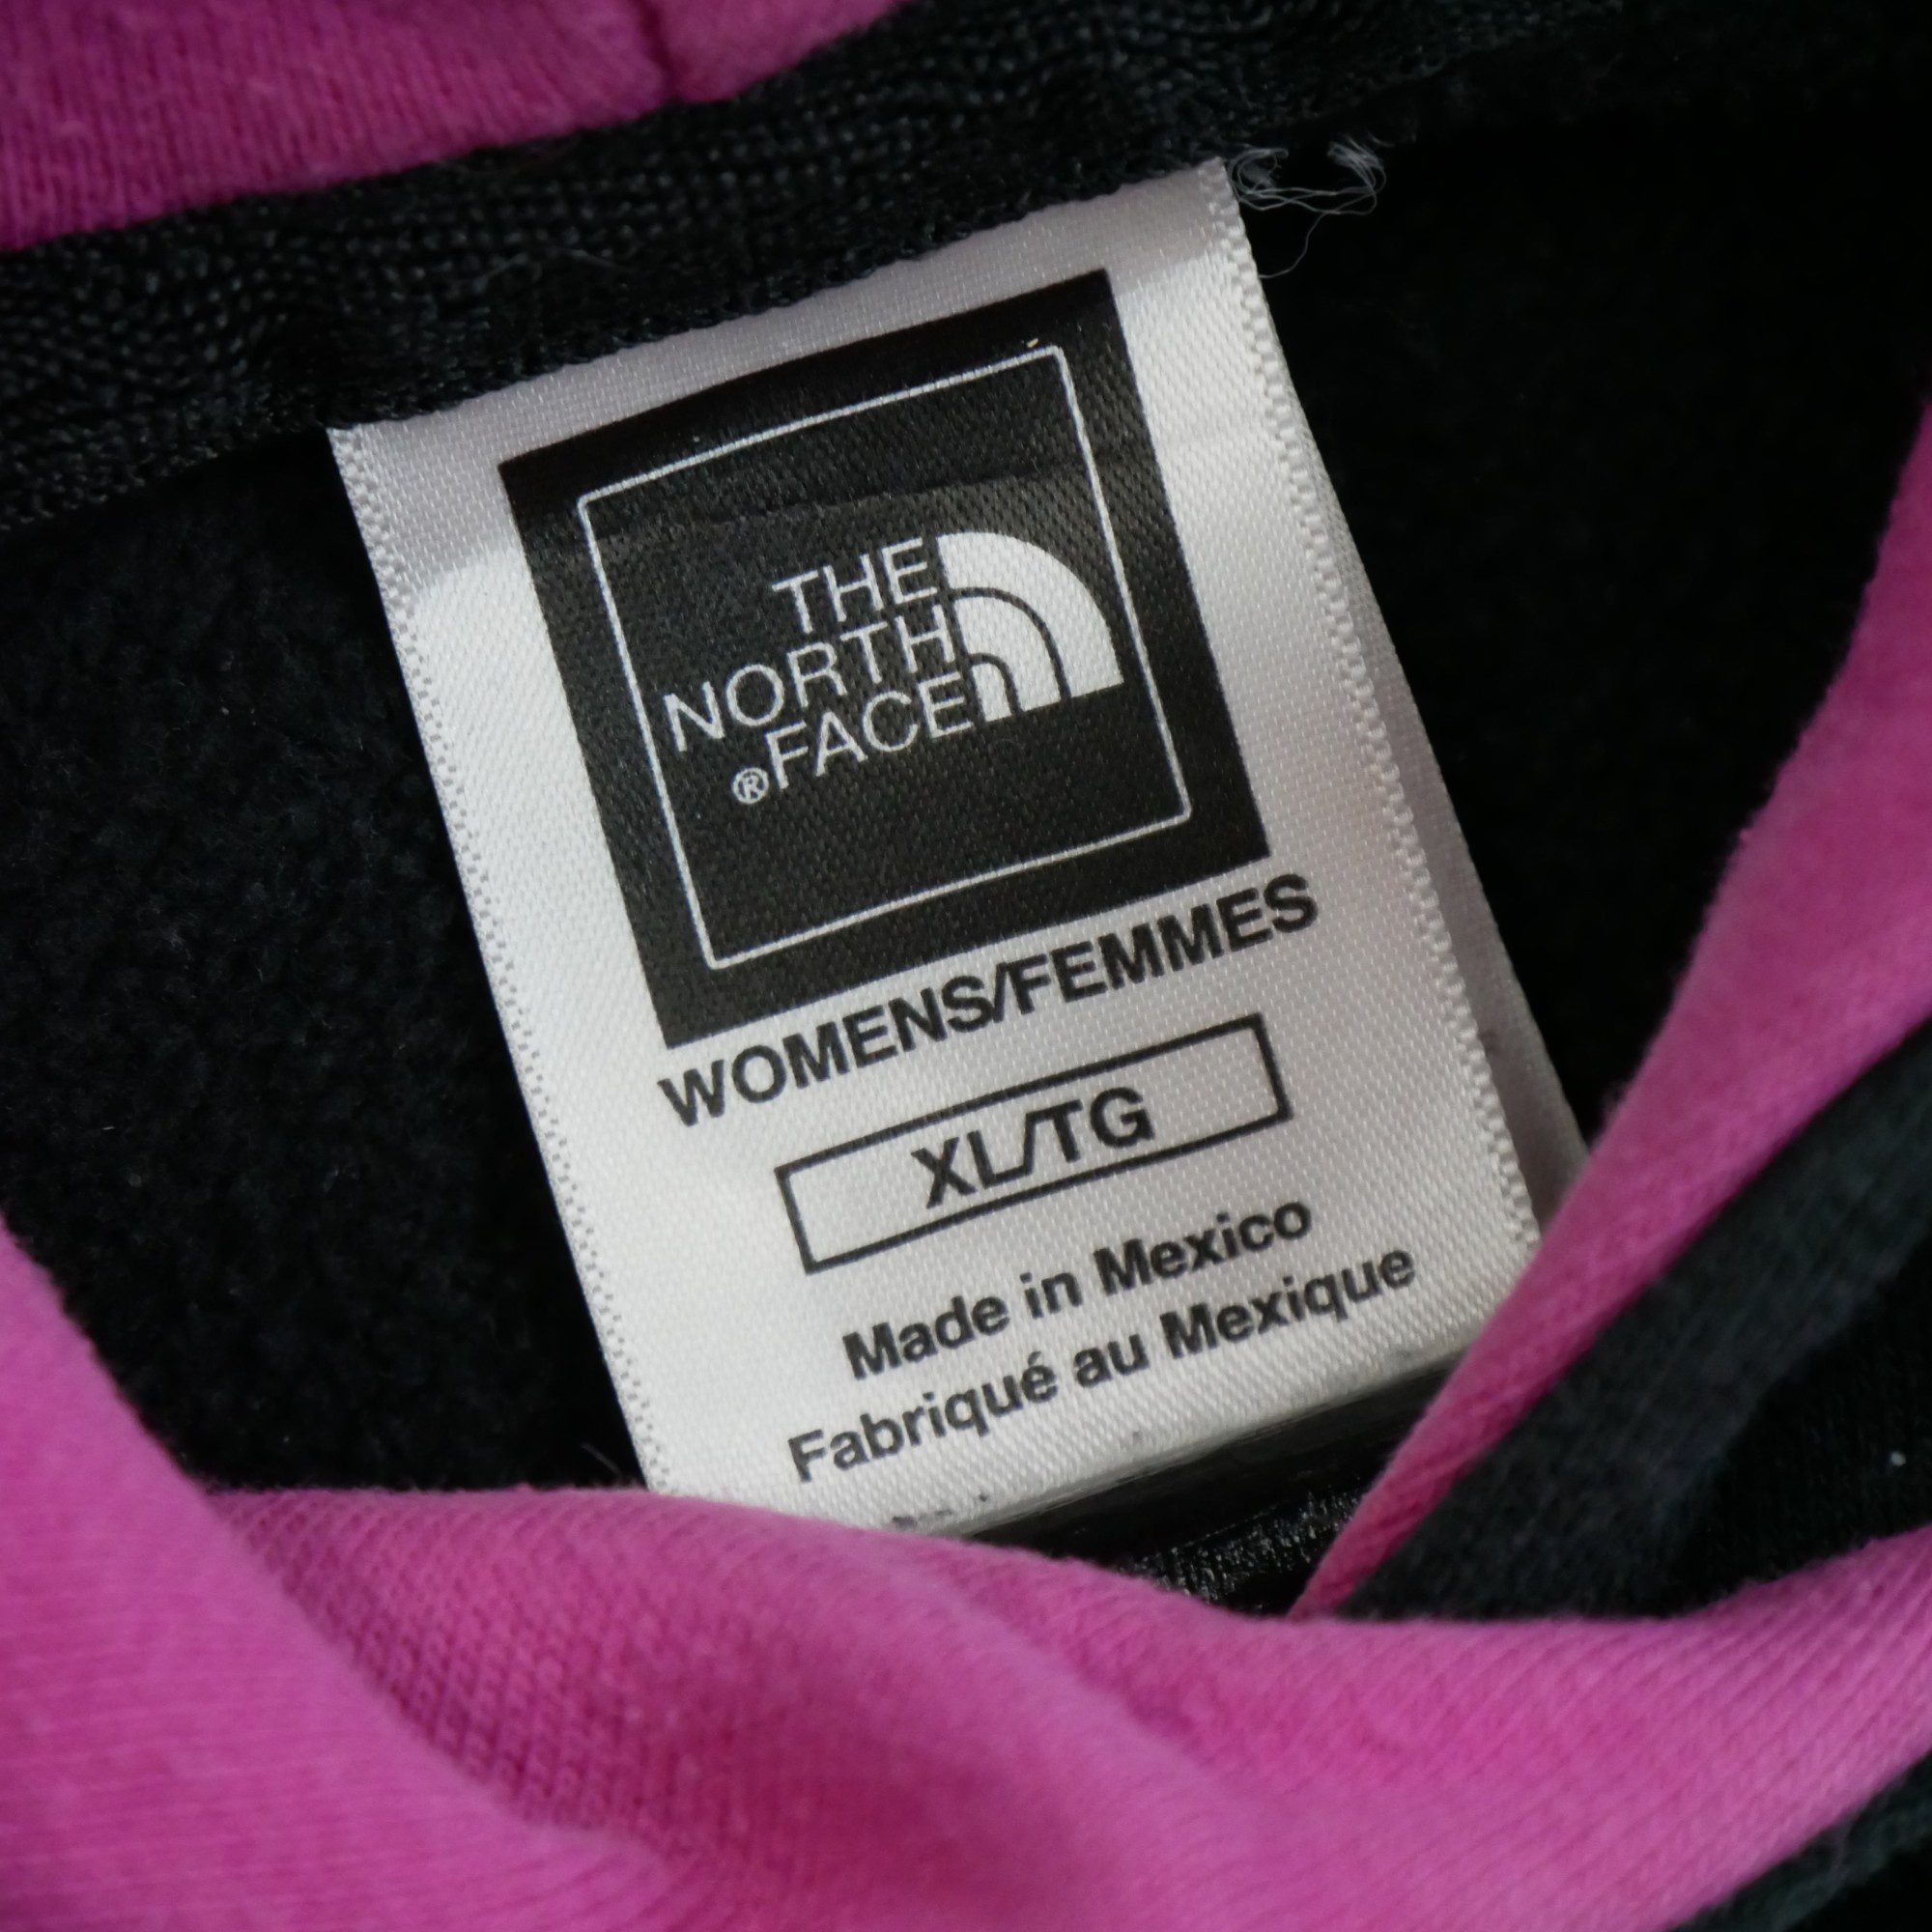 THE
NORTH
®FACE
WOMENS/FEMMES
XL/TG
Made in Mexico
Fabriqué au Mexique